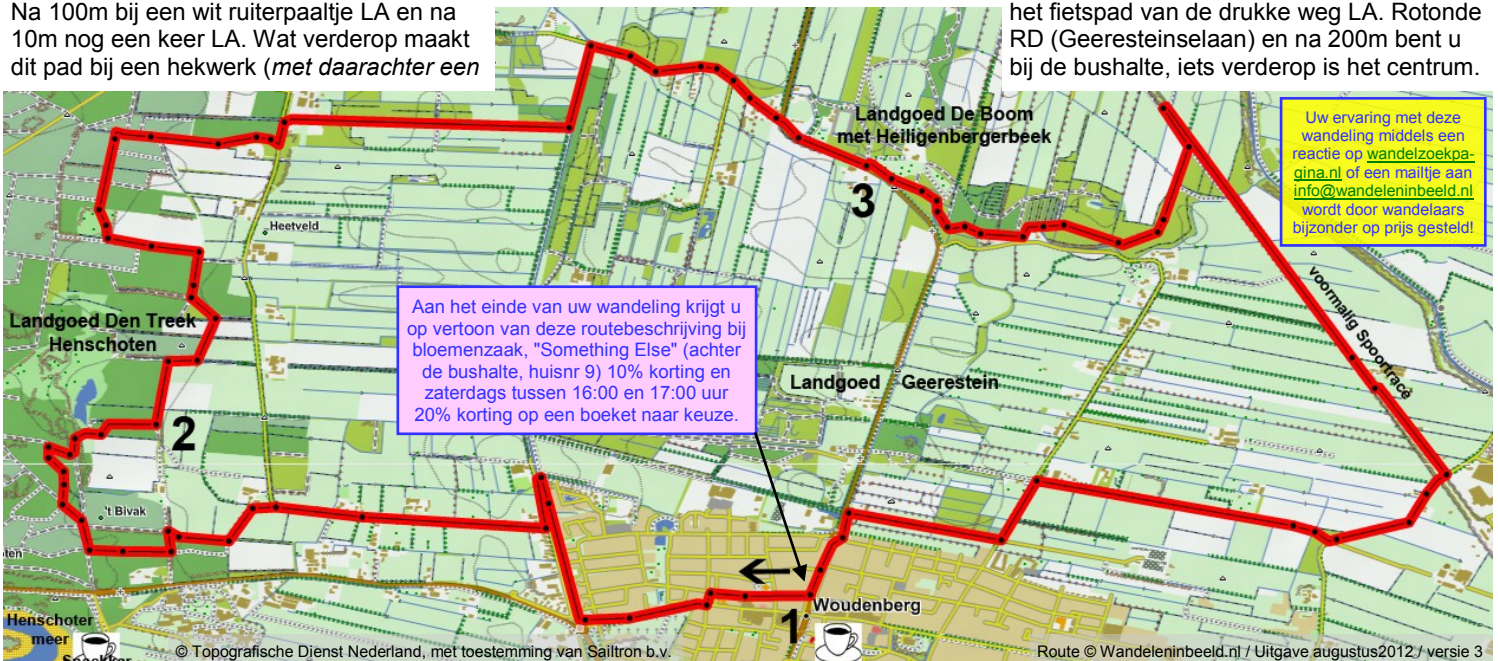 Na 100m bij een wit ruiterpaaltje LA en na
10m nog een keer LA. Wat verderop maakt
dit pad bij een hekwerk (met daarachter een
het fietspad van de drukke weg LA. Rotonde
RD (Geeresteinselaan) en na 200m bent u
bij de bushalte, iets verderop is het centrum.
Landgoed De Boom
met Heiligenbergerbeek
Uw ervaring met deze
wandeling middels een
reactie op wandelzoekpa-
gina.nl of een mailtje aan
info@wandeleninbeeld.nl
wordt door wandelaars
bijzonder op prijs gesteld!
3
Heetveld
voormalig Spoortracé
Landgoed Den Treek
Henschoten
Aan het einde van uw wandeling krijgt u
op vertoon van deze routebeschrijving bij
bloemenzaak, "Something Else" (achter
de bushalte, huisnr 9) 10% korting en
zaterdags tussen 16:00 en 17:00 uur
20% korting op een boeket naar keuze.
Landgoed Geerestein
2
't Bivak
ten
Woudenberg
1
Henschoter
meer
© Topografische Dienst Nederland, met toestemming van Sailtron b.v.
Route © Wandeleninbeeld.nl / Uitgave augustus2012 / versie 3